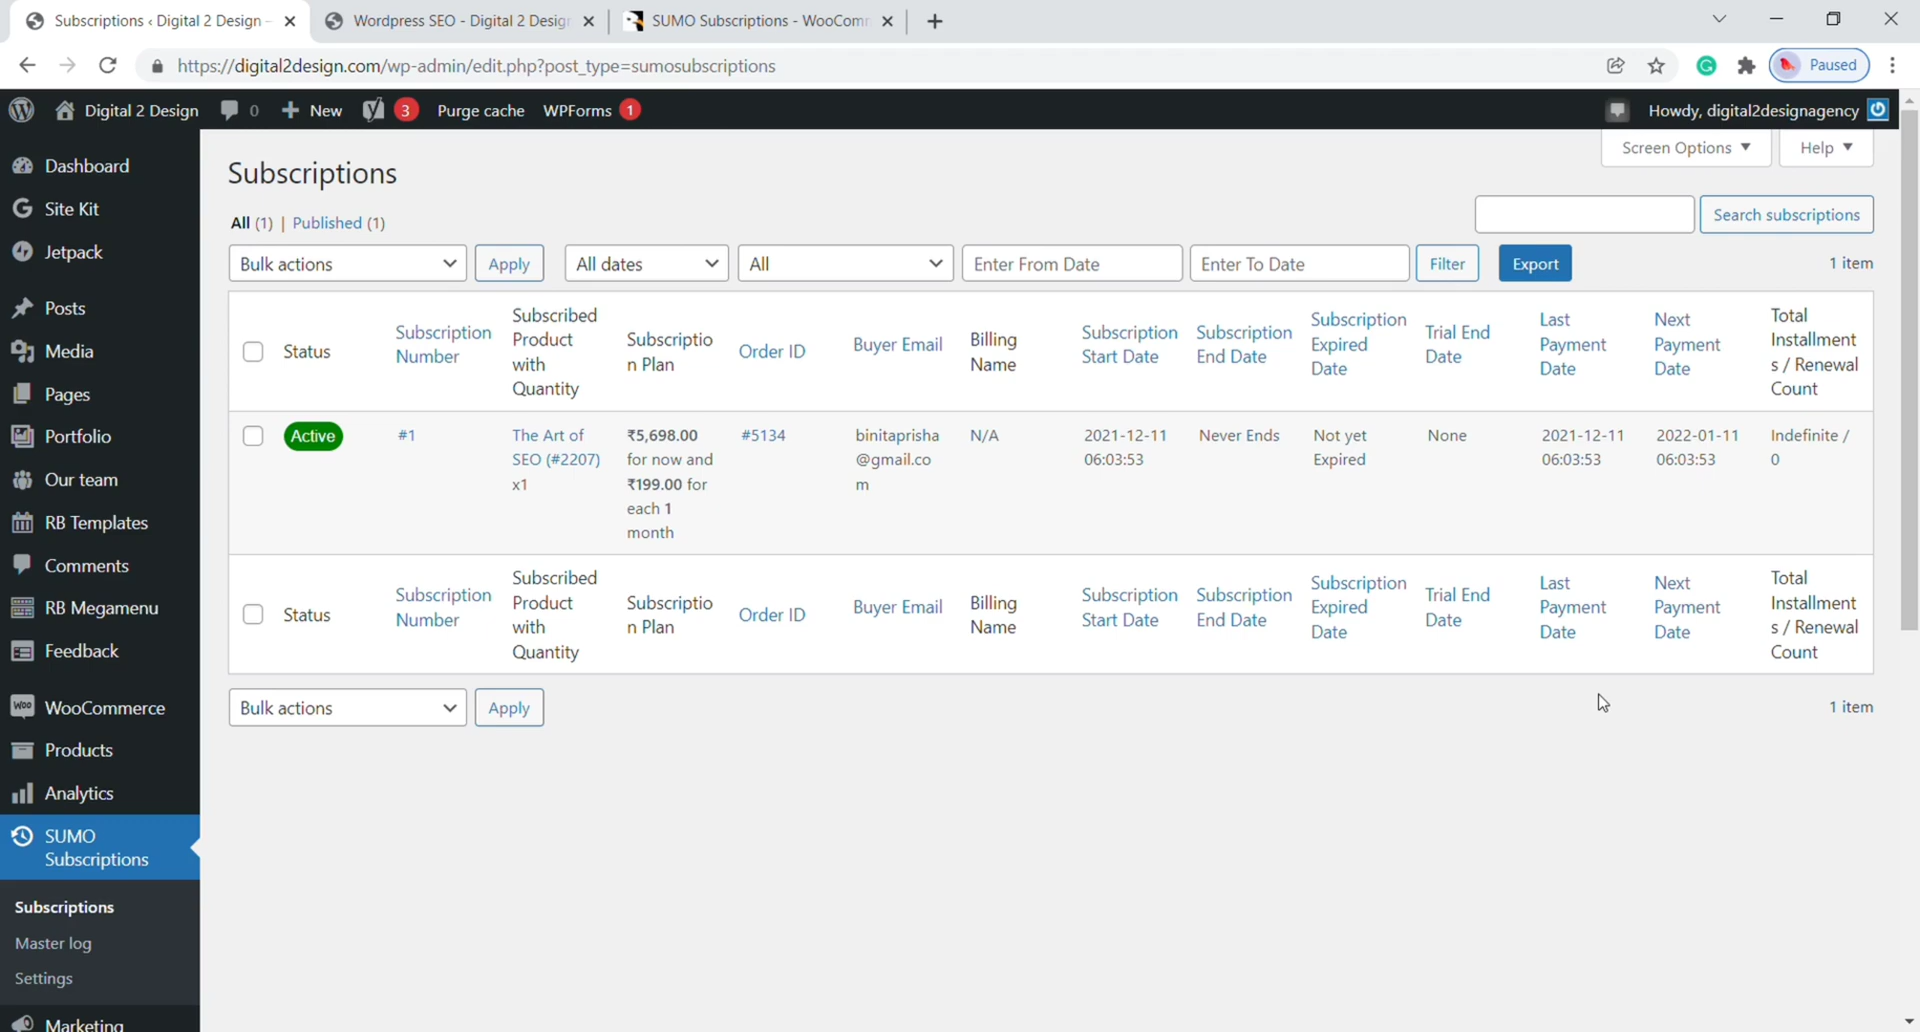 Subscriptions ‹ Digital 2 Design -
Wordpress SEO - Digital 2 Design
SUMO Subscriptions - WooComm
https://digital2design.com/wp-admin/edit.php?post_type=sumosubscriptions
Paused
Digital 2 Design
0
New
3
Purge cache
WPForms 1
Howdy, digital2designagency
Dashboard
Site Kit
Jetpack
Posts
Media
Pages
Portfolio
Our team
RB Templates
Comments
RB Megamenu
Feedback
WooCommerce
Products
Analytics
SUMO
Subscriptions
Subscriptions
Master log
Settings
Marketing
Screen Options
Help
Subscriptions
All (1) | Published (1)
Search subscriptions
Bulk actions
Apply
All dates
All
Enter From Date
Enter To Date
Filter
Export
1 item
Status
Subscription
Number
Subscribed
Product
with
Quantity
Subscriptio
n Plan
Order ID
Buyer Email
Billing
Name
Subscription
Start Date
Subscription
End Date
Subscription
Expired
Date
Trial End
Date
Last
Payment
Date
Next
Payment
Date
Total
Installment
s / Renewal
Count
Active
#1
The Art of
SEO (#2207)
x1
₹5,698.00
for now and
₹199.00 for
each 1
month
#5134
binitaprisha
@gmail.co
m
N/A
2021-12-11
06:03:53
Never Ends
Not yet
Expired
None
2021-12-11
06:03:53
2022-01-11
06:03:53
Indefinite /
0
Status
Subscription
Number
Subscribed
Product
with
Quantity
Subscriptio
n Plan
Order ID
Buyer Email
Billing
Name
Subscription
Start Date
Subscription
End Date
Subscription
Expired
Date
Trial End
Date
Last
Payment
Date
Next
Payment
Date
Total
Installment
s / Renewal
Count
Bulk actions
Apply
1 item